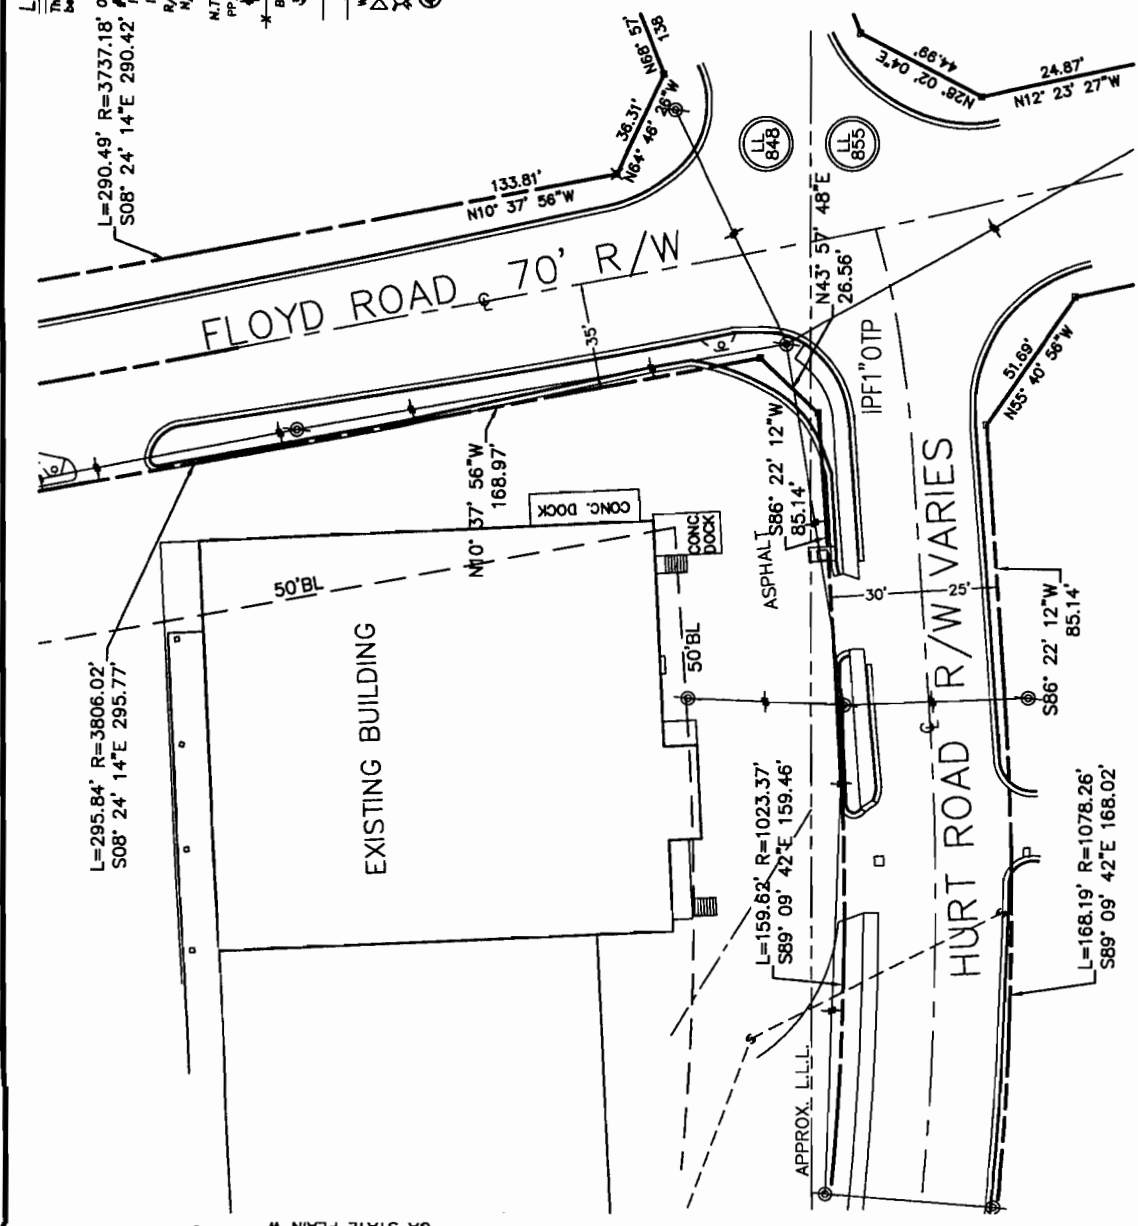 L=290.49' R=3737.18'
S08° 24' 14"E 290.42'
L=295.84' R=3806.02'
S08° 24' 14"E 295.77'
FLOYD ROAD 70' R/W
133.81'
N10° 37' 56"W
36.31'
N64° 46' 26"W
N68° 57'
138
LL
848
LL
855
44.99'
N28° 02' 04"E
24.87'
N12° 23' 27"W
35'
N43° 57' 48"E
26.56'
IPF1"OTP
51.69'
N55° 40' 56"W
N10° 37' 56"W
168.97'
CONC. DOCK
CONC.
DOCK
50'BL
50'BL
EXISTING BUILDING
ASPHALT
S86° 22' 12"W
85.14'
30'
25'
S86° 22' 12"W
85.14'
HURT ROAD R/W VARIES
L=159.62' R=1023.37'
S89° 09' 42"E 159.46'
L=168.19' R=1078.26'
S89° 09' 42"E 168.02'
APPROX. L.L.L.